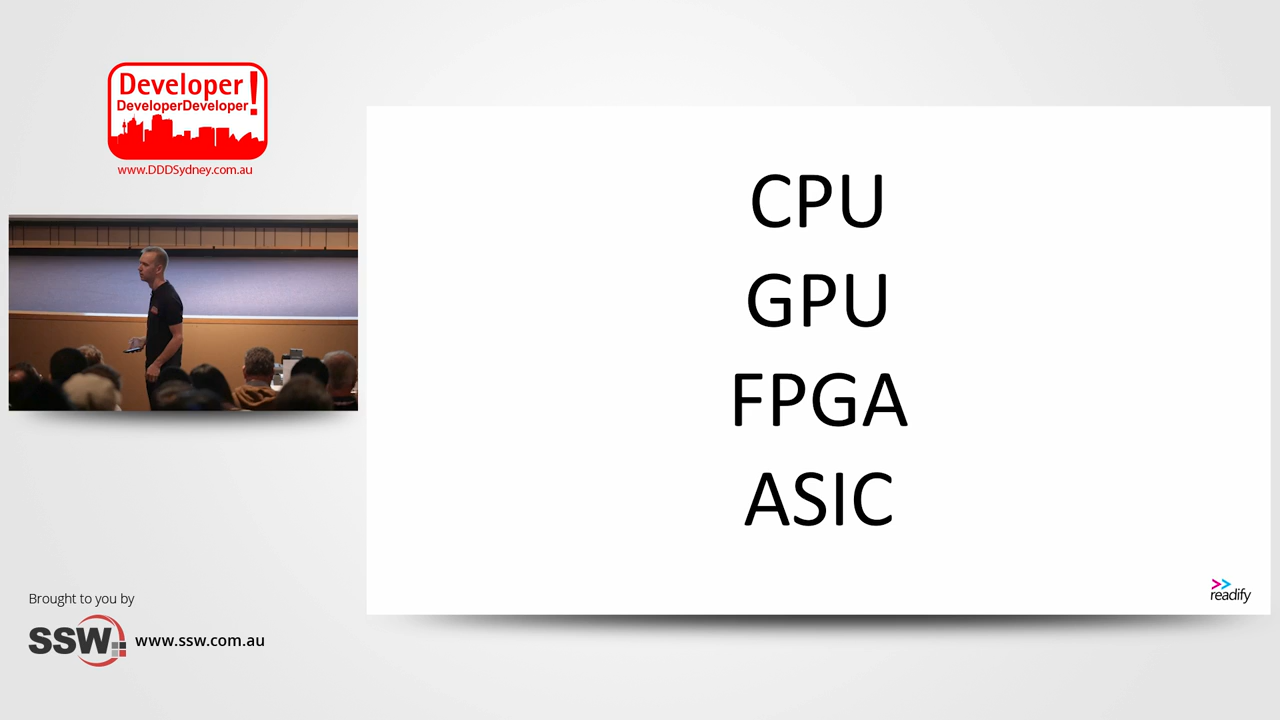 Developer!
DeveloperDeveloper
www.DDDSydney.com.au
CPU
GPU
FPGA
ASIC
readify
Brought to you by
SSW www.ssw.com.au